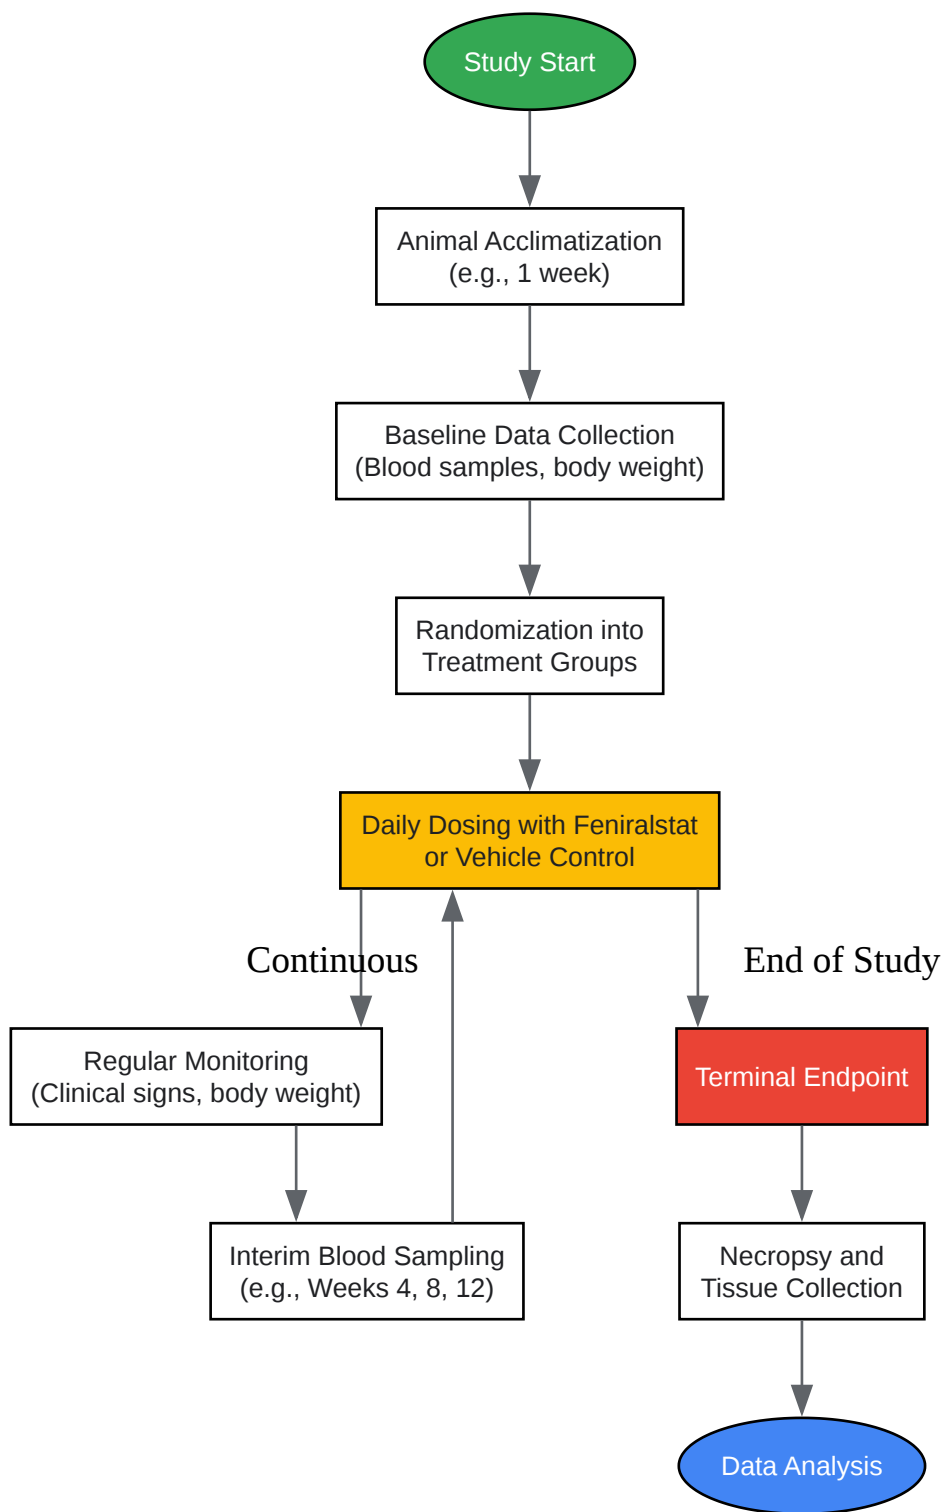 Study Start
Animal Acclimatization
(e.g., 1 week)
Baseline Data Collection
(Blood samples, body weight)
Randomization into
Treatment Groups
Daily Dosing with Feniralstat
or Vehicle Control
Continuous
End of Study
Regular Monitoring
(Clinical signs, body weight)
Terminal Endpoint
Interim Blood Sampling
(e.g., Weeks 4, 8, 12)
Necropsy and
Tissue Collection
Data Analysis